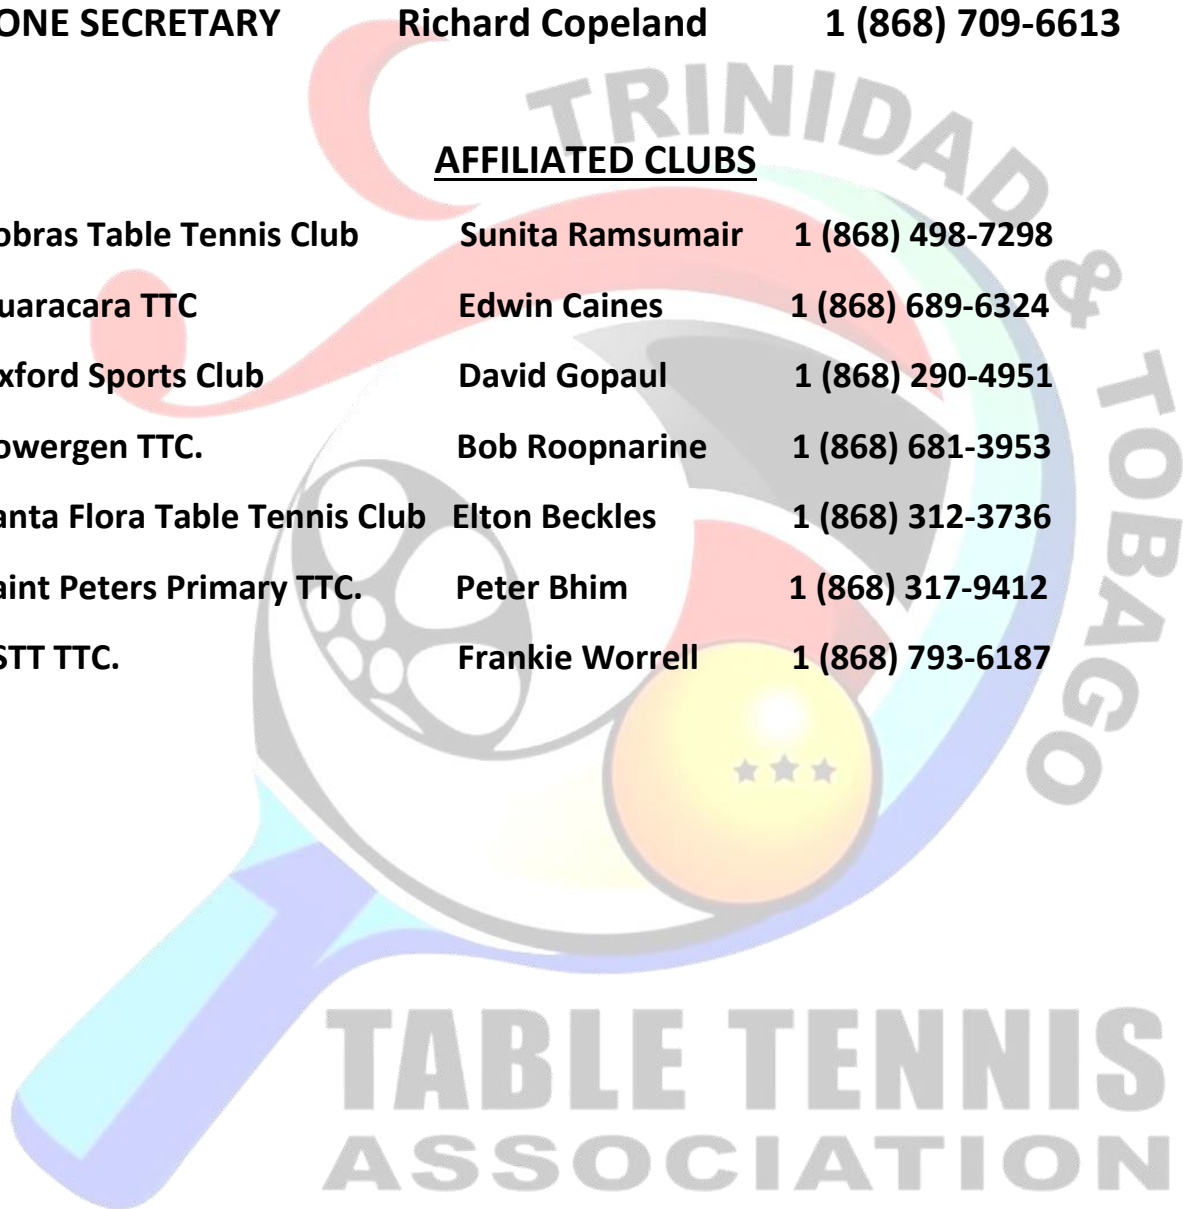 ONE SECRETARY Richard Copeland 1 (868) 709-6613
AFFILIATED CLUBS
obras Table Tennis Club Sunita Ramsumair 1 (868) 498-7298
uaracara TTC Edwin Caines 1 (868) 689-6324
xford Sports Club David Gopaul 1 (868) 290-4951
owergen TTC. Bob Roopnarine 1 (868) 681-3953
anta Flora Table Tennis Club Elton Beckles 1 (868) 312-3736
aint Peters Primary TTC. Peter Bhim 1 (868) 317-9412
STT TTC. Frankie Worrell 1 (868) 793-6187
TRINIDAD & TOBAGO
TABLE TENNIS
ASSOCIATION